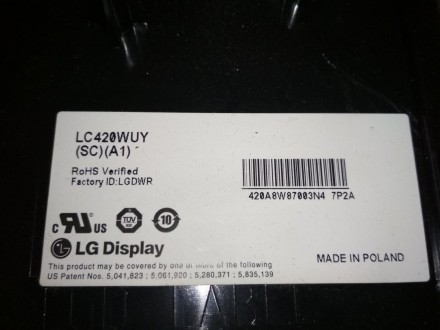 LC420WUY
(SC)(A1)
RoHS Verified
Factory ID:LGDWR
420A8W87003N4 7P2A
c RU US
TÜV
10
LG Display
MADE IN POLAND
This product may be covered by one or more of the following
US Patent Nos. 5,041,823 ; 5,061,920 ; 5,280,371 ; 5,835,139